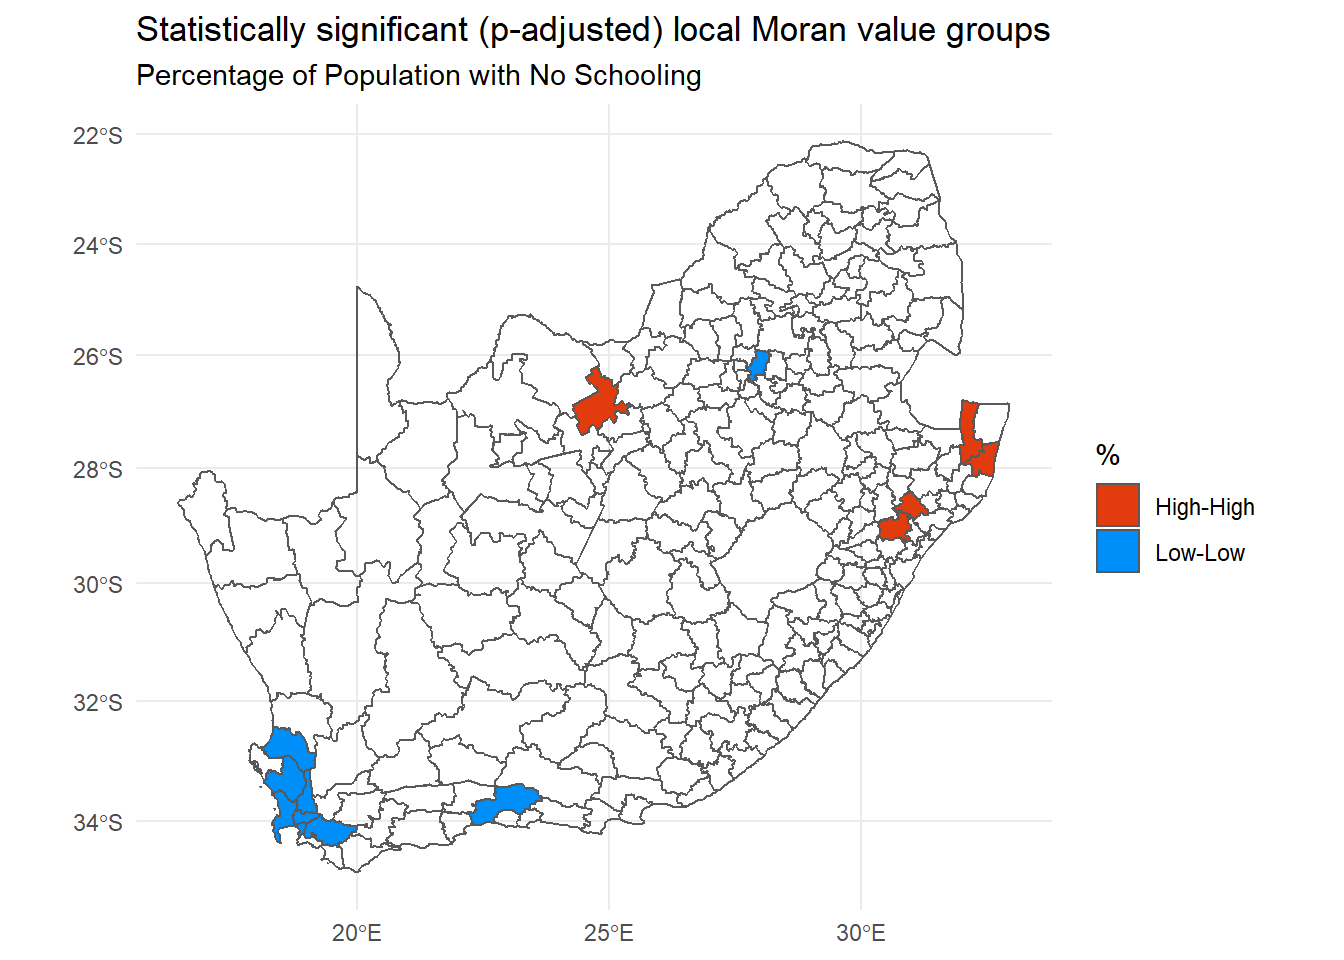 Statistically significant (p-adjusted) local Moran value groups
Percentage of Population with No Schooling
22°S
24°S
26°S
28°S
30°S
32°S
34°S
20°E
25°E
30°E
%
High-High
Low-Low